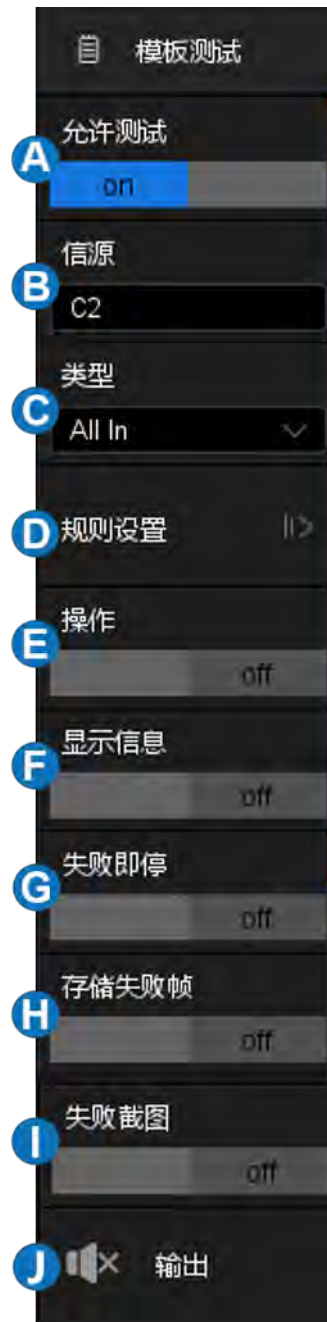 模板测试
A
允许测试
on
B
信源
C2
C
类型
All In
D
规则设置
E
操作
off
F
显示信息
off
G
失败即停
off
H
存储失败帧
off
I
失败截图
off
J
输出